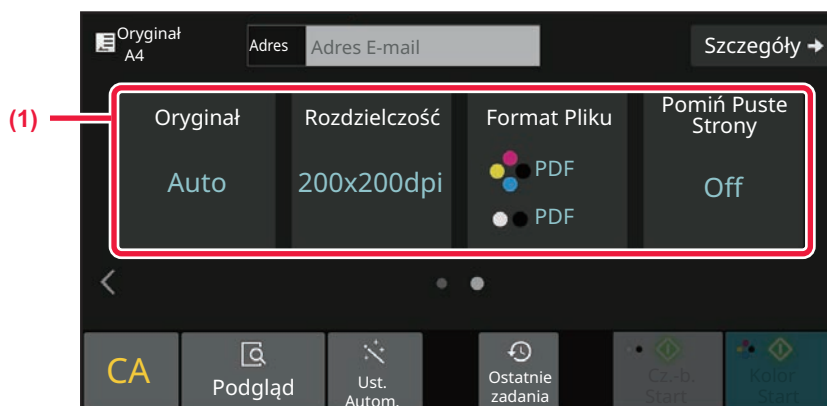 Oryginał
A4
Adres
Adres E-mail
Szczegóły
(1)
Oryginał
Auto
Rozdzielczość
200x200dpi
Format Pliku
PDF
PDF
Pomiń Puste
Strony
Off
CA
Podgląd
Ust.
Autom.
Ostatnie
zadania
Cz.-b.
Start
Kolor
Start